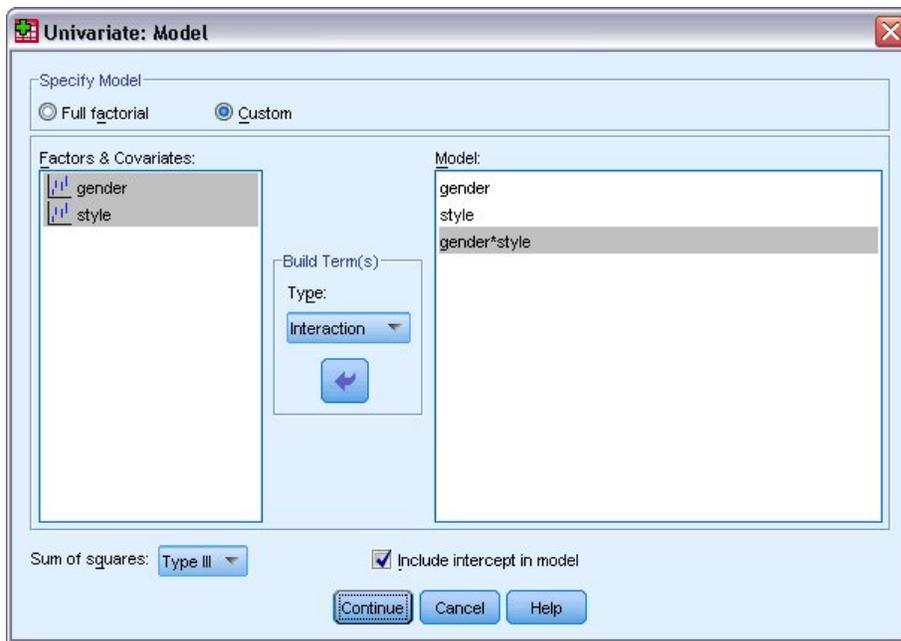 Univariate: Model
Specify Model
Full factorial
Custom
Factors & Covariates:
gender
style
Build Term(s)
Type:
Interaction
Model:
gender
style
gender*style
Sum of squares:
Type III
Include intercept in model
Continue
Cancel
Help